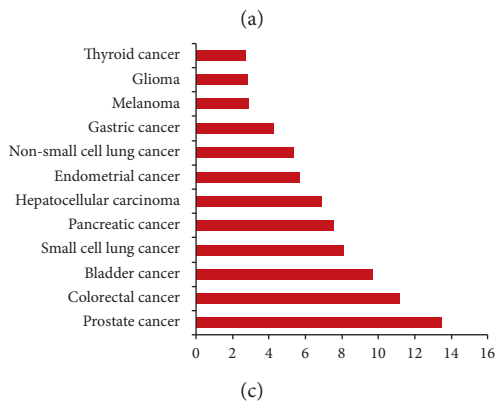 (a)
Thyroid cancer
Glioma
Melanoma
Gastric cancer
Non-small cell lung cancer
Endometrial cancer
Hepatocellular carcinoma
Pancreatic cancer
Small cell lung cancer
Bladder cancer
Colorectal cancer
Prostate cancer
0 2 4 6 8 10 12 14 16
(c)